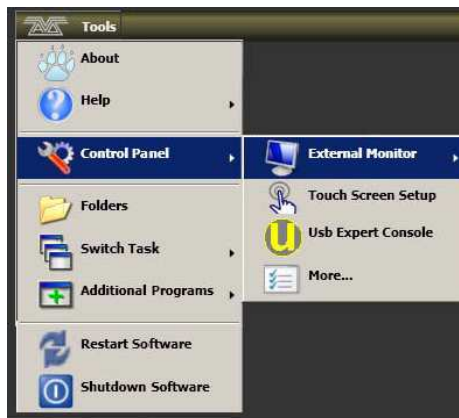 Tools
About
Help
Control Panel
Folders
Switch Task
Additional Programs
Restart Software
Shutdown Software
External Monitor
Touch Screen Setup
Usb Expert Console
More...